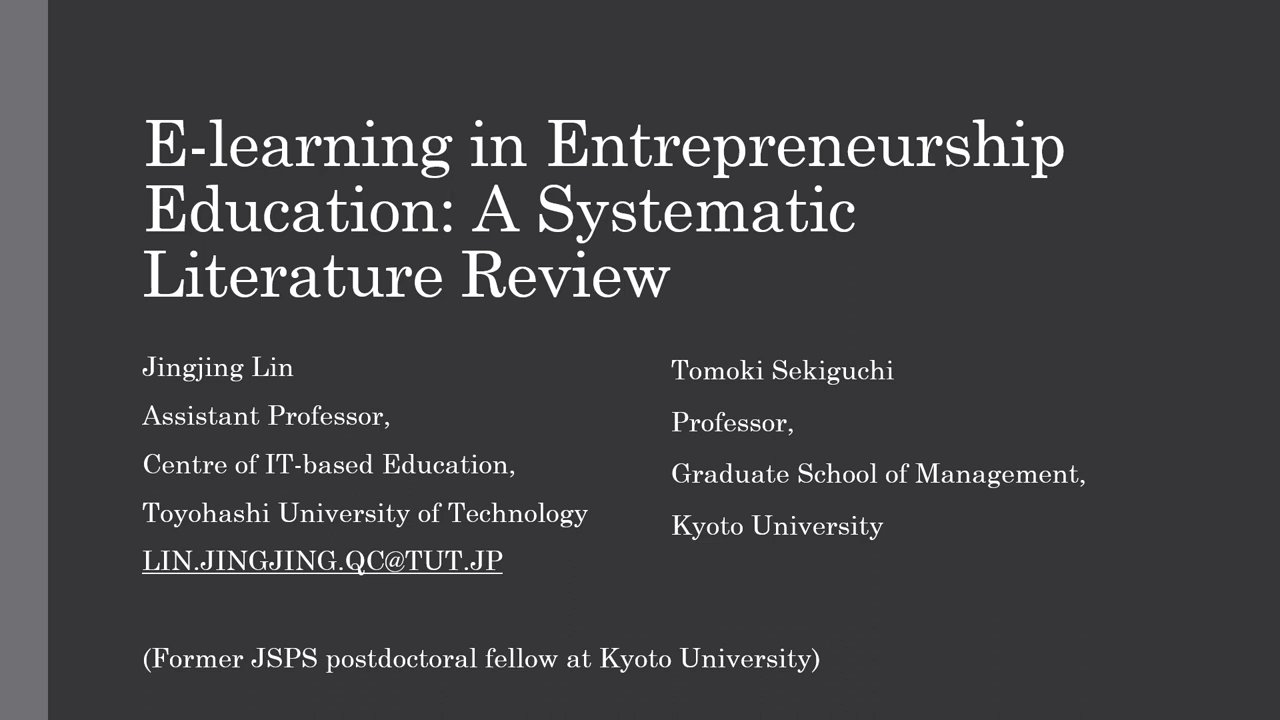 E-learning in Entrepreneurship
Education: A Systematic
Literature Review
Jingjing Lin
Assistant Professor,
Centre of IT-based Education,
Toyohashi University of Technology
LIN.JINGJING.QC@TUT.JP
(Former JSPS postdoctoral fellow at Kyoto University)
Tomoki Sekiguchi
Professor,
Graduate School of Management,
Kyoto University